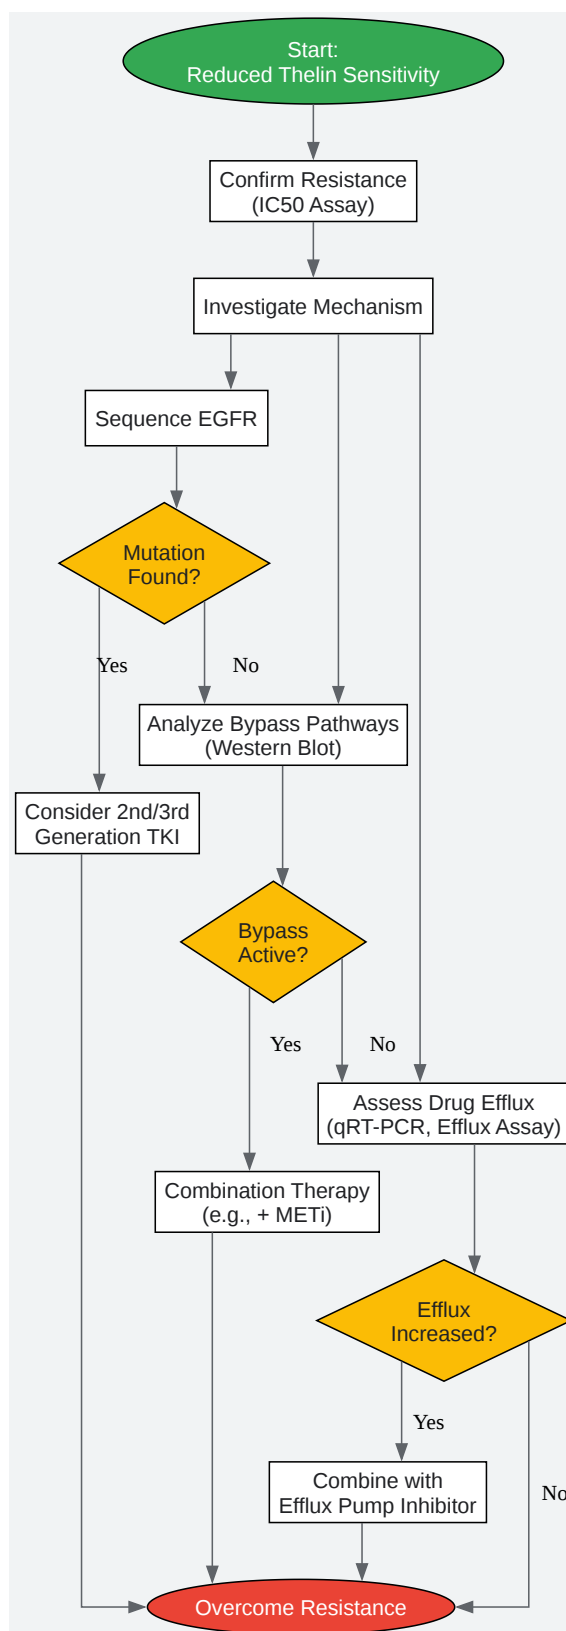 Start:
Reduced Thelin Sensitivity
Confirm Resistance
(IC50 Assay)
Investigate Mechanism
Sequence EGFR
Mutation
Found?
Yes
No
Analyze Bypass Pathways
(Western Blot)
Consider 2nd/3rd
Generation TKI
Bypass
Active?
Yes
No
Assess Drug Efflux
(qRT-PCR, Efflux Assay)
Combination Therapy
(e.g., + METi)
Efflux
Increased?
Yes
No
Combine with
Efflux Pump Inhibitor
Overcome Resistance